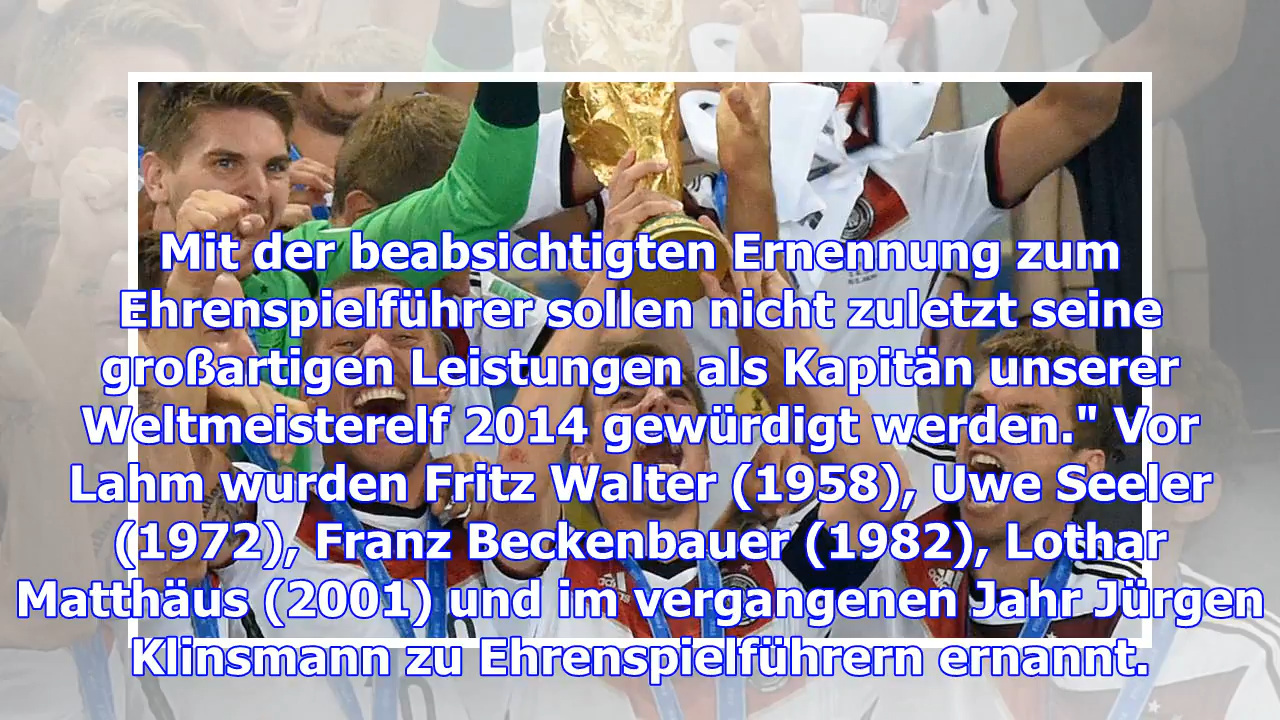 Mit der beabsichtigten Ernennung zum
Ehrenspielführer sollen nicht zuletzt seine
großartigen Leistungen als Kapitän unserer
Weltmeisterelf 2014 gewürdigt werden." Vor
Lahm wurden Fritz Walter (1958), Uwe Seeler
(1972), Franz Beckenbauer (1982), Lothar
Matthäus (2001) und im vergangenen Jahr Jürgen
Klinsmann zu Ehrenspielführern ernannt.